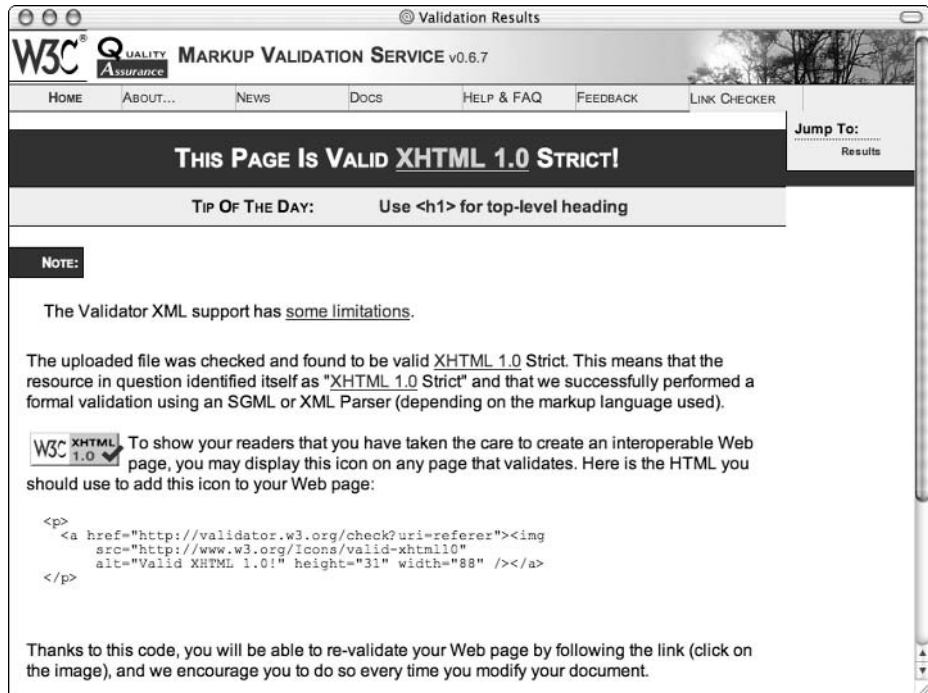 Validation Results
W3C® QUALITY Assurance MARKUP VALIDATION SERVICE v0.6.7
HOME ABOUT... NEWS DOCS HELP & FAQ FEEDBACK LINK CHECKER
Jump To:
Results
THIS PAGE IS VALID XHTML 1.0 STRICT!
TIP OF THE DAY: Use <h1> for top-level heading
NOTE:
The Validator XML support has some limitations.
The uploaded file was checked and found to be valid XHTML 1.0 Strict. This means that the
resource in question identified itself as "XHTML 1.0 Strict" and that we successfully performed a
formal validation using an SGML or XML Parser (depending on the markup language used).
W3C XHTML 1.0 To show your readers that you have taken the care to create an interoperable Web
page, you may display this icon on any page that validates. Here is the HTML you
should use to add this icon to your Web page:
<p>
<a href="http://validator.w3.org/check?uri=referer"><img
src="http://www.w3.org/Icons/valid-xhtml10"
alt="Valid XHTML 1.0!" height="31" width="88" /></a>
</p>
Thanks to this code, you will be able to re-validate your Web page by following the link (click on
the image), and we encourage you to do so every time you modify your document.